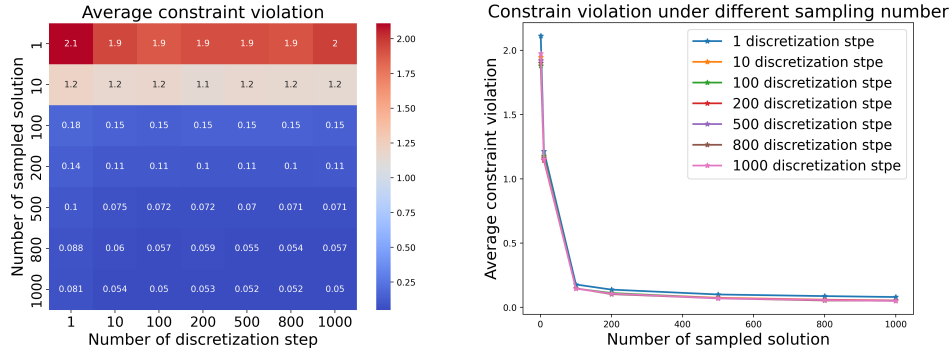 Average constraint violation
Number of sampled solution
1 2.1 1.9 1.9 1.9 1.9 1.9 2
10 1.2 1.2 1.2 1.1 1.2 1.2 1.2
100 0.18 0.15 0.15 0.15 0.15 0.15 0.15
200 0.14 0.11 0.11 0.1 0.11 0.1 0.11
500 0.1 0.075 0.072 0.072 0.07 0.071 0.071
800 0.088 0.06 0.057 0.059 0.055 0.054 0.057
1000 0.081 0.054 0.05 0.053 0.052 0.052 0.05
1 10 100 200 500 800 1000
Number of discretization step
2.00
1.75
1.50
1.25
1.00
0.75
0.50
0.25
Constrain violation under different sampling number
Average constraint violation
2.0
1.5
1.0
0.5
0.0
1 discretization stpe
10 discretization stpe
100 discretization stpe
200 discretization stpe
500 discretization stpe
800 discretization stpe
1000 discretization stpe
0 200 400 600 800 1000
Number of sampled solution